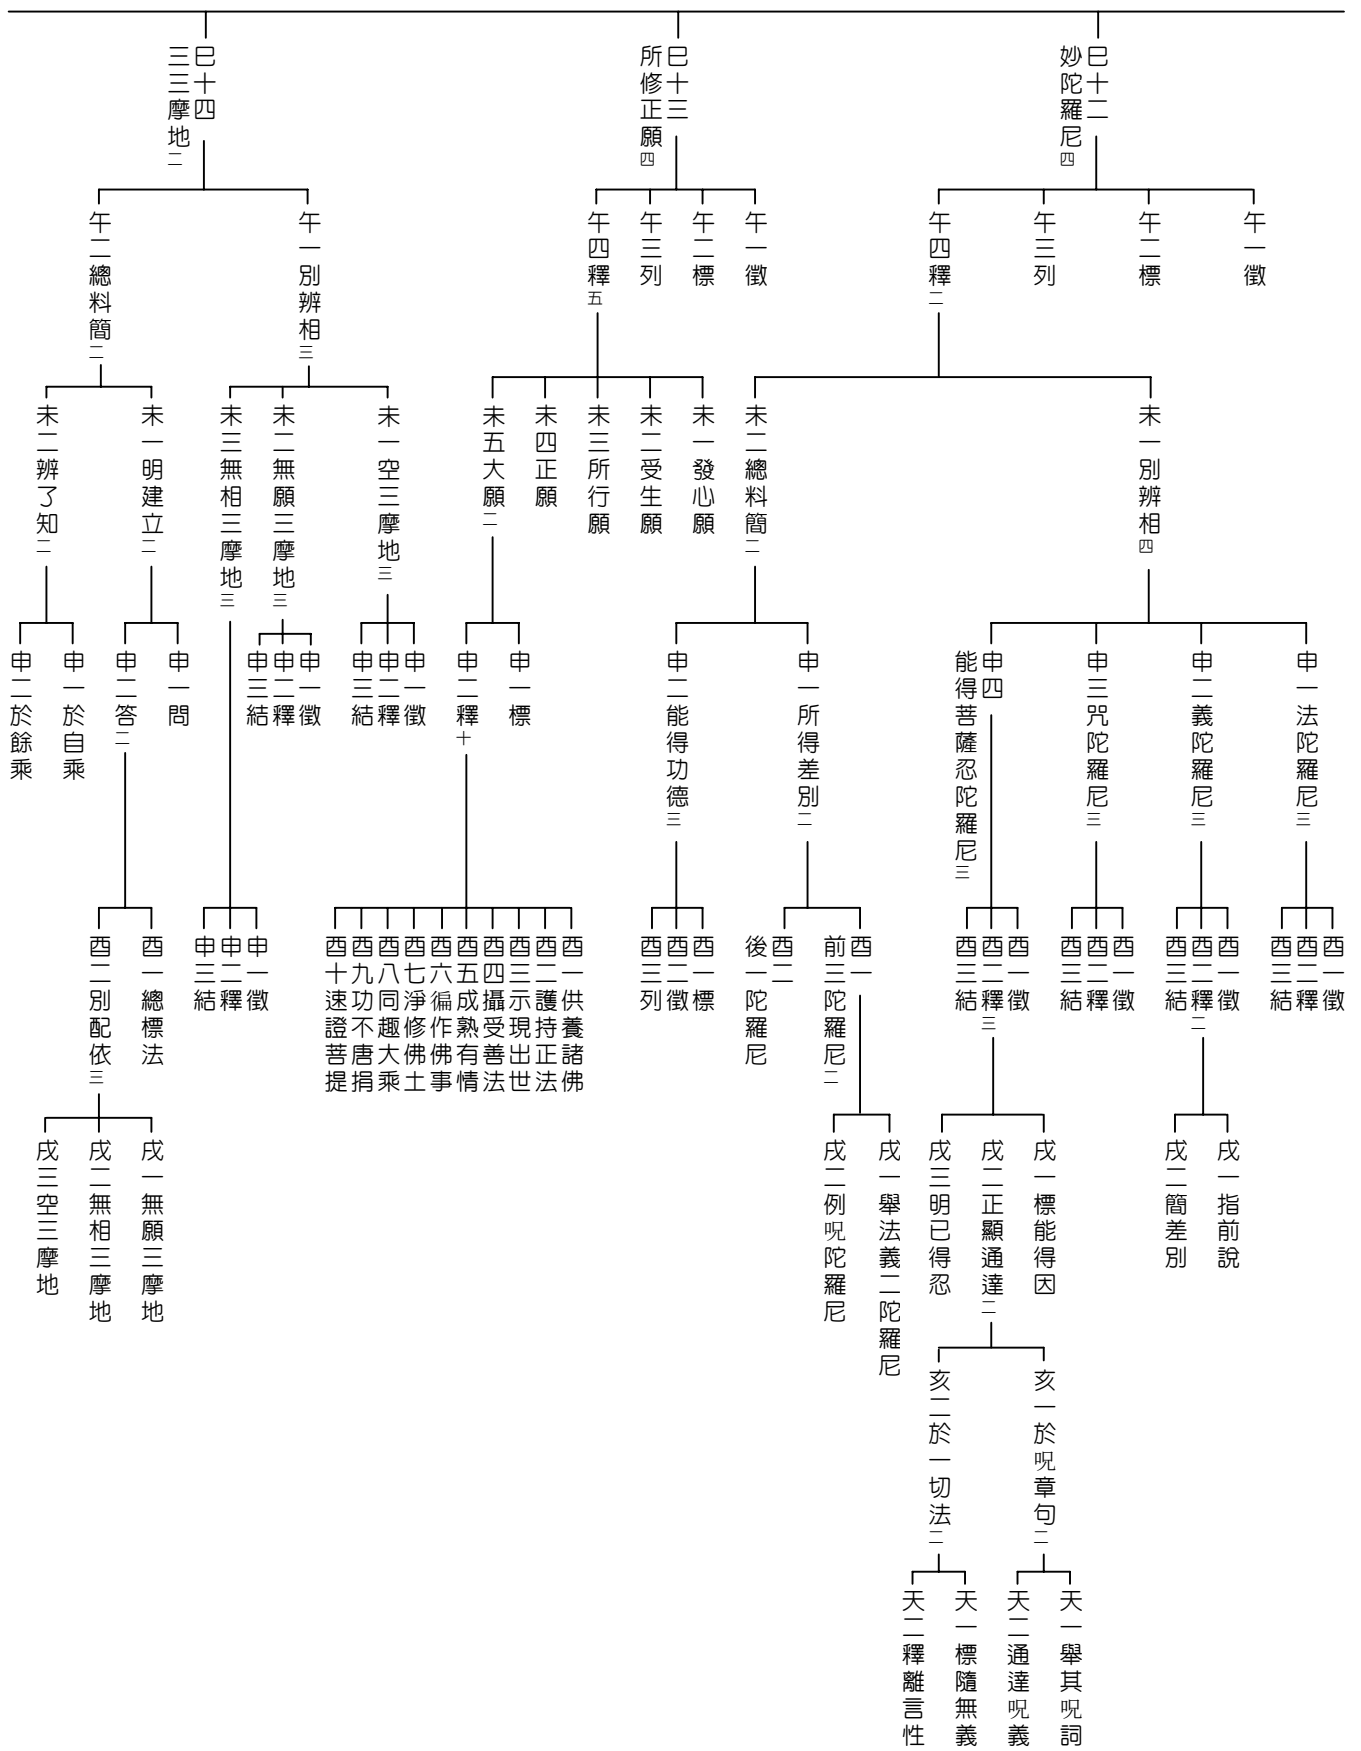 巳十二
妙陀羅尼四
午一徵
午二標
午三列
午四釋二
未一別辨相四
申一法陀羅尼三
酉一徵
酉二釋
酉三結
申二義陀羅尼三
酉一徵
酉二釋二
戌一指前說
戌二簡差別
酉三結
申三咒陀羅尼三
酉一徵
酉二釋
酉三結
申四
能得菩薩忍陀羅尼三
酉一徵
酉二釋三
戌一標能得因
戌二正顯通達二
亥一於呪章句二
天一舉其呪詞
天二通達呪義
亥二於一切法二
天一標隨無義
天二釋離言性
戌三明已得忍
酉三結
未二總料簡二
申一所得差別二
酉一
前三陀羅尼二
戌一舉法義二陀羅尼
戌二例呪陀羅尼
酉二
後一陀羅尼
申二能得功德三
酉一標
酉二徵
酉三列
巳十三
所修正願四
午一徵
午二標
午三列
午四釋五
未一發心願
未二受生願
未三所行願
未四正願
未五大願二
申一標
申二釋十
酉一供養諸佛
酉二護持正法
酉三示現出世
酉四攝受善法
酉五成熟有情
酉六徧作佛事
酉七淨修佛土
酉八同趣大乘
酉九功不唐捐
酉十速證菩提
巳十四
三三摩地二
午一別辨相三
未一空三摩地三
申一徵
申二釋
申三結
未二無願三摩地三
申一徵
申二釋
申三結
未三無相三摩地三
申一徵
申二釋
申三結
午二總料簡二
未一明建立二
申一問
申二答二
酉一總標法
酉二別配依三
戌一無願三摩地
戌二無相三摩地
戌三空三摩地
未二辨了知二
申一於自乘
申二於餘乘